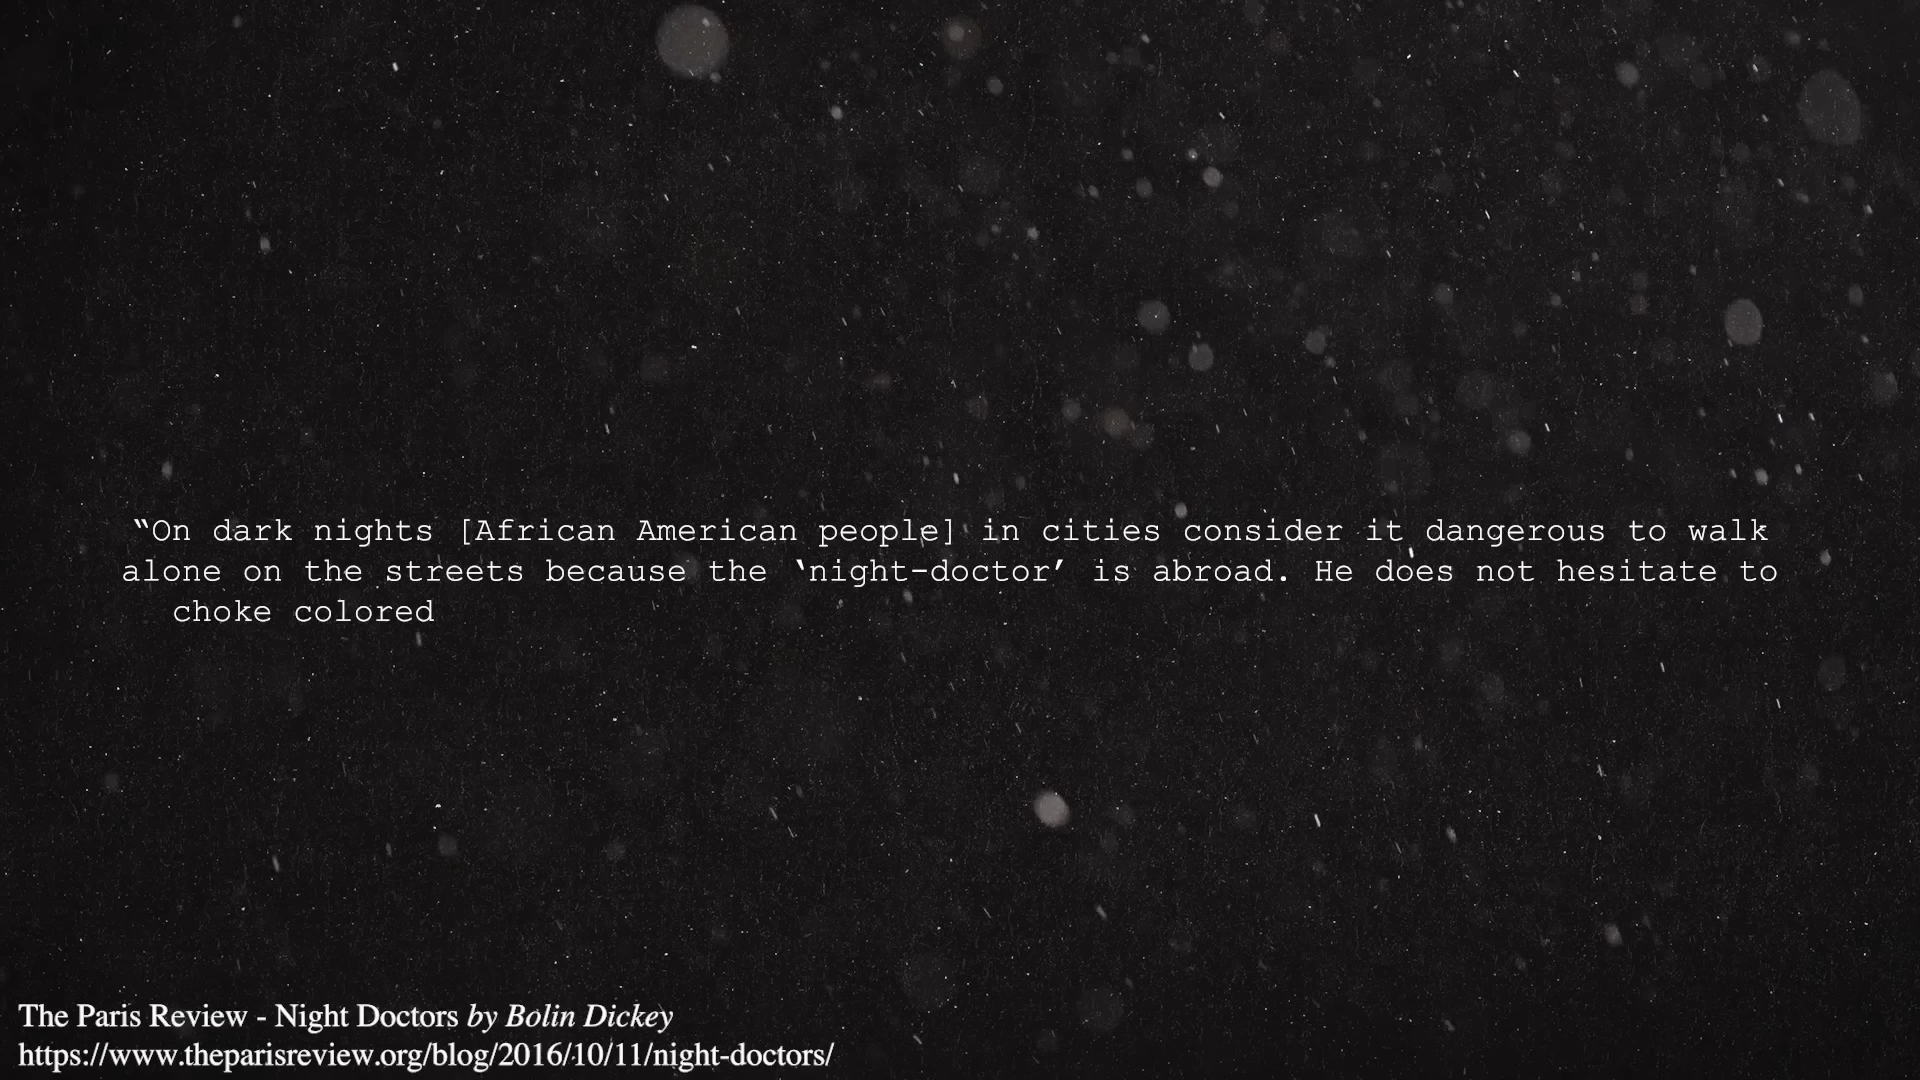 “On dark nights [African American people] in cities consider it dangerous to walk
alone on the streets because the ‘night-doctor’ is abroad. He does not hesitate to
choke colored
The Paris Review - Night Doctors by Bolin Dickey
https://www.theparisreview.org/blog/2016/10/11/night-doctors/